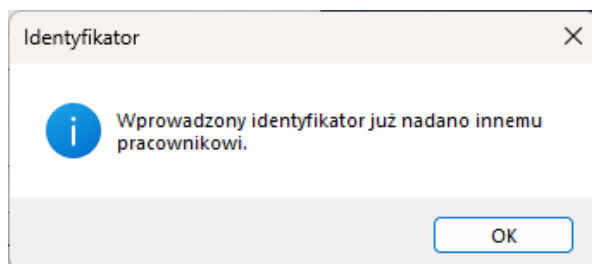 Identyfikator
Wprowadzony identyfikator już nadano innemu
pracownikowi.
OK